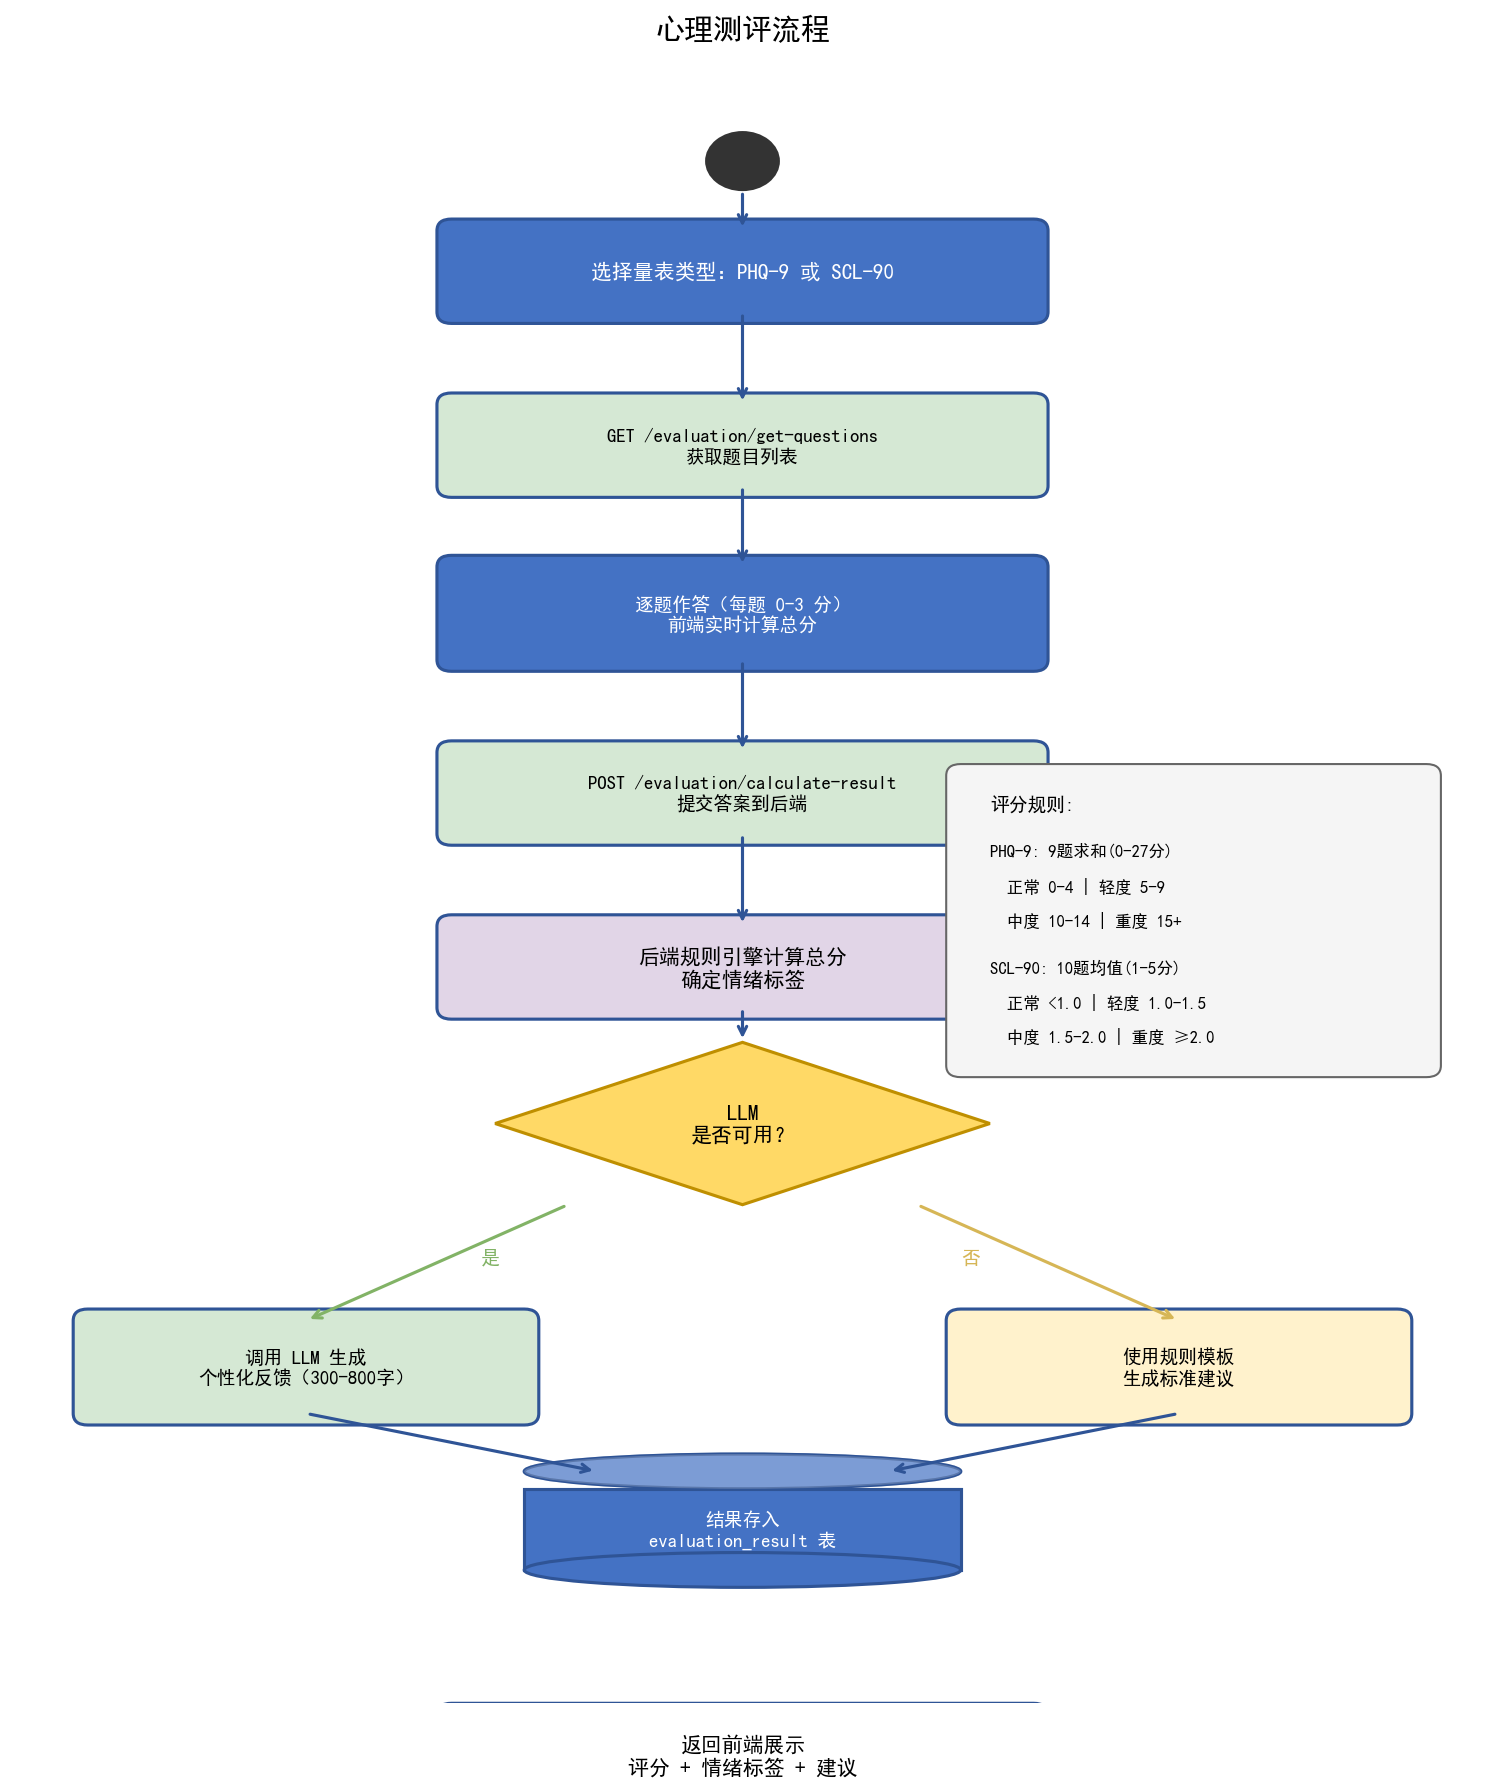 心理测评流程
选择量表类型：PHQ-9 或 SCL-90
GET /evaluation/get-questions
获取题目列表
逐题作答（每题 0-3 分）
前端实时计算总分
POST /evaluation/calculate-result
提交答案到后端
评分规则:
PHQ-9: 9题求和(0-27分)
正常 0-4 | 轻度 5-9
中度 10-14 | 重度 15+
SCL-90: 10题均值(1-5分)
正常 <1.0 | 轻度 1.0-1.5
中度 1.5-2.0 | 重度 ≥2.0
后端规则引擎计算总分
确定情绪标签
LLM
是否可用？
是
否
调用 LLM 生成
个性化反馈（300-800字）
使用规则模板
生成标准建议
结果存入
evaluation_result 表
返回前端展示
评分 + 情绪标签 + 建议